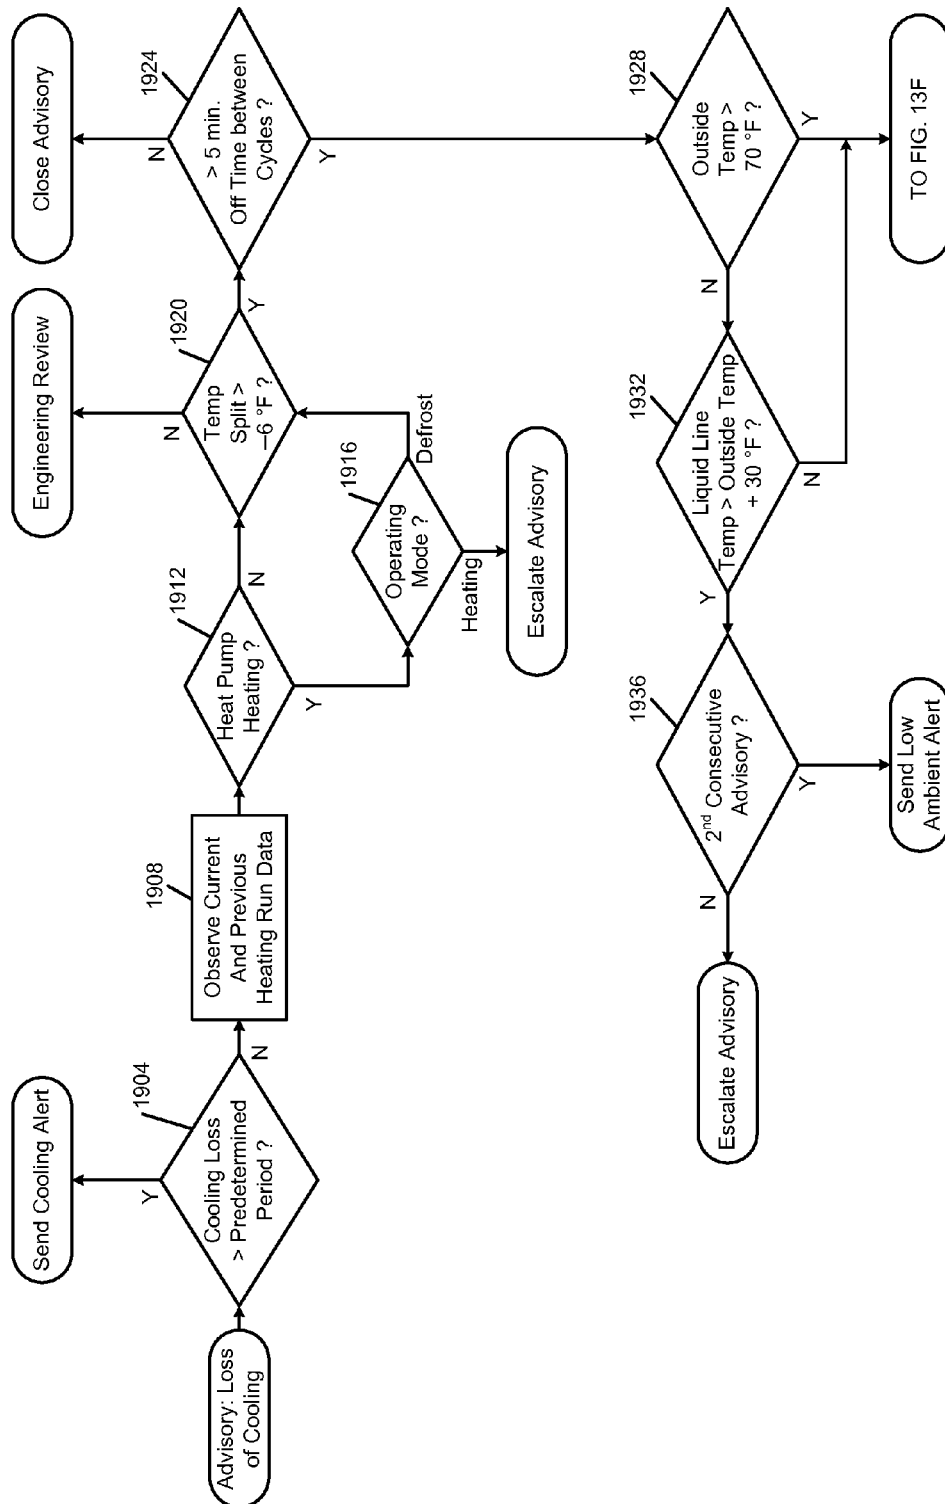 Advisory: Loss
of Cooling
1904
Cooling Loss
> Predetermined
Period ?
Y
Send Cooling Alert
N
1908
Observe Current
And Previous
Heating Run Data
1912
Heat Pump
Heating ?
N
Y
1916
Operating
Mode ?
Heating
Escalate Advisory
Defrost
1920
Temp
Split >
–6 °F ?
N
Engineering Review
Y
1924
> 5 min.
Off Time between
Cycles ?
N
Close Advisory
Y
1928
Outside
Temp >
70 °F ?
Y
TO FIG. 13F
N
1932
Liquid Line
Temp > Outside Temp
+ 30 °F ?
N
Y
1936
2nd Consecutive
Advisory ?
Y
Send Low
Ambient Alert
N
Escalate Advisory